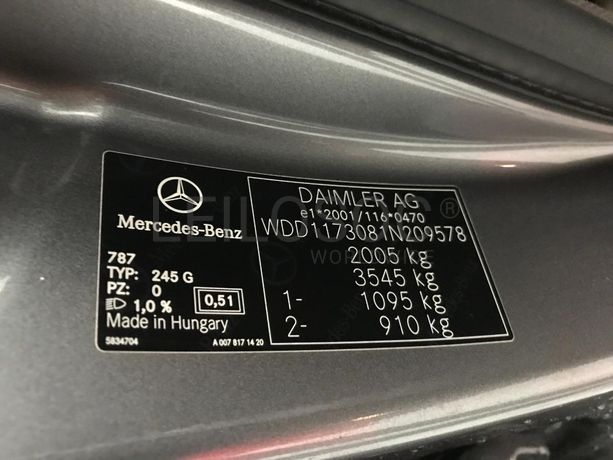 Mercedes-Benz
787
TYP: 245 G
PZ: 0
1,0 % 0,51
Made in Hungary
5834704 A 007 817 14 20
DAIMLER AG
e1*2001/116*0470
WDD1173081N209578
2005 kg
3545 kg
1- 1095 kg
2- 910 kg